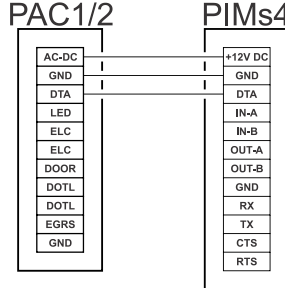 PAC1/2 PIMs4
AC-DC +12V DC
GND GND
DTA DTA
LED IN-A
ELC IN-B
ELC OUT-A
DOOR OUT-B
DOTL GND
DOTL RX
EGRS TX
GND CTS
RTS